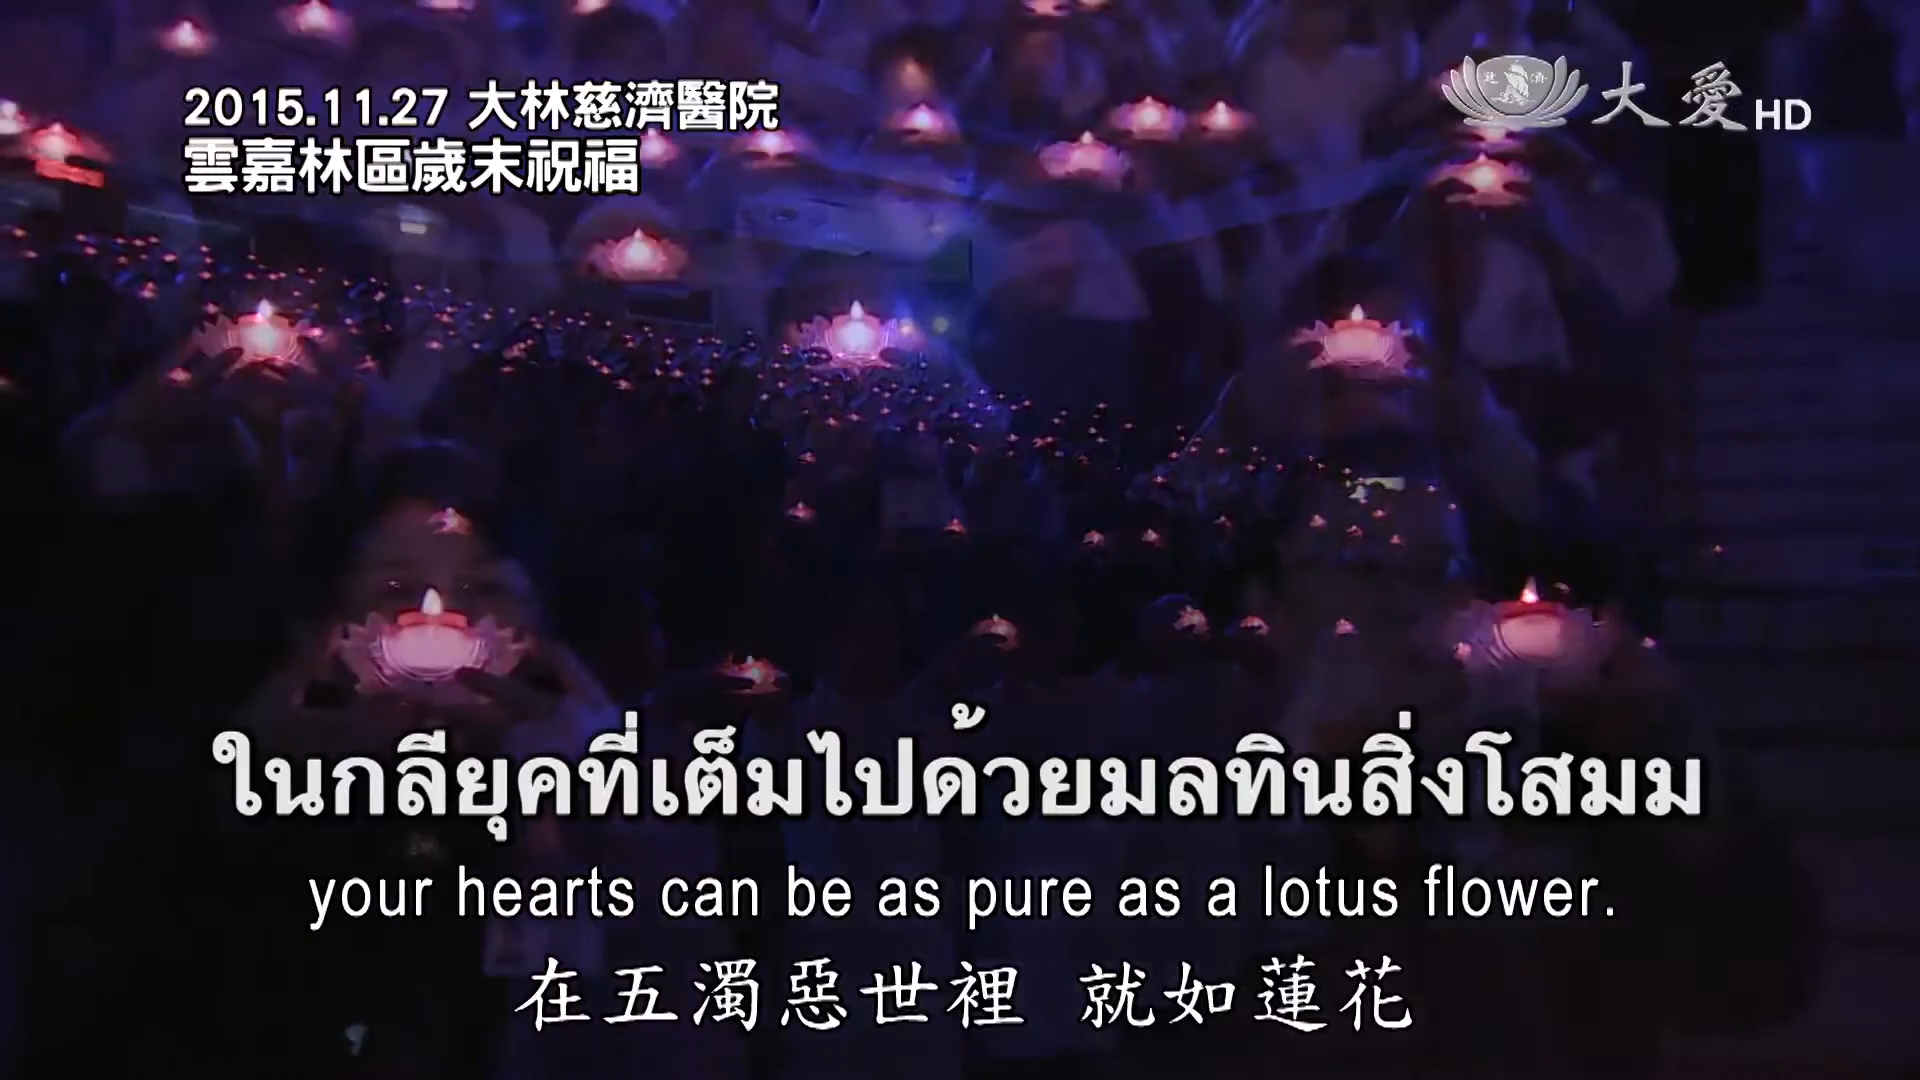 2015.11.27 大林慈濟醫院
雲嘉林區歲末祝福
慈濟
大愛HD
ในกลียุคที่เต็มไปด้วยมลทินสิ่งโสมม
your hearts can be as pure as a lotus flower.
在五濁惡世裡 就如蓮花